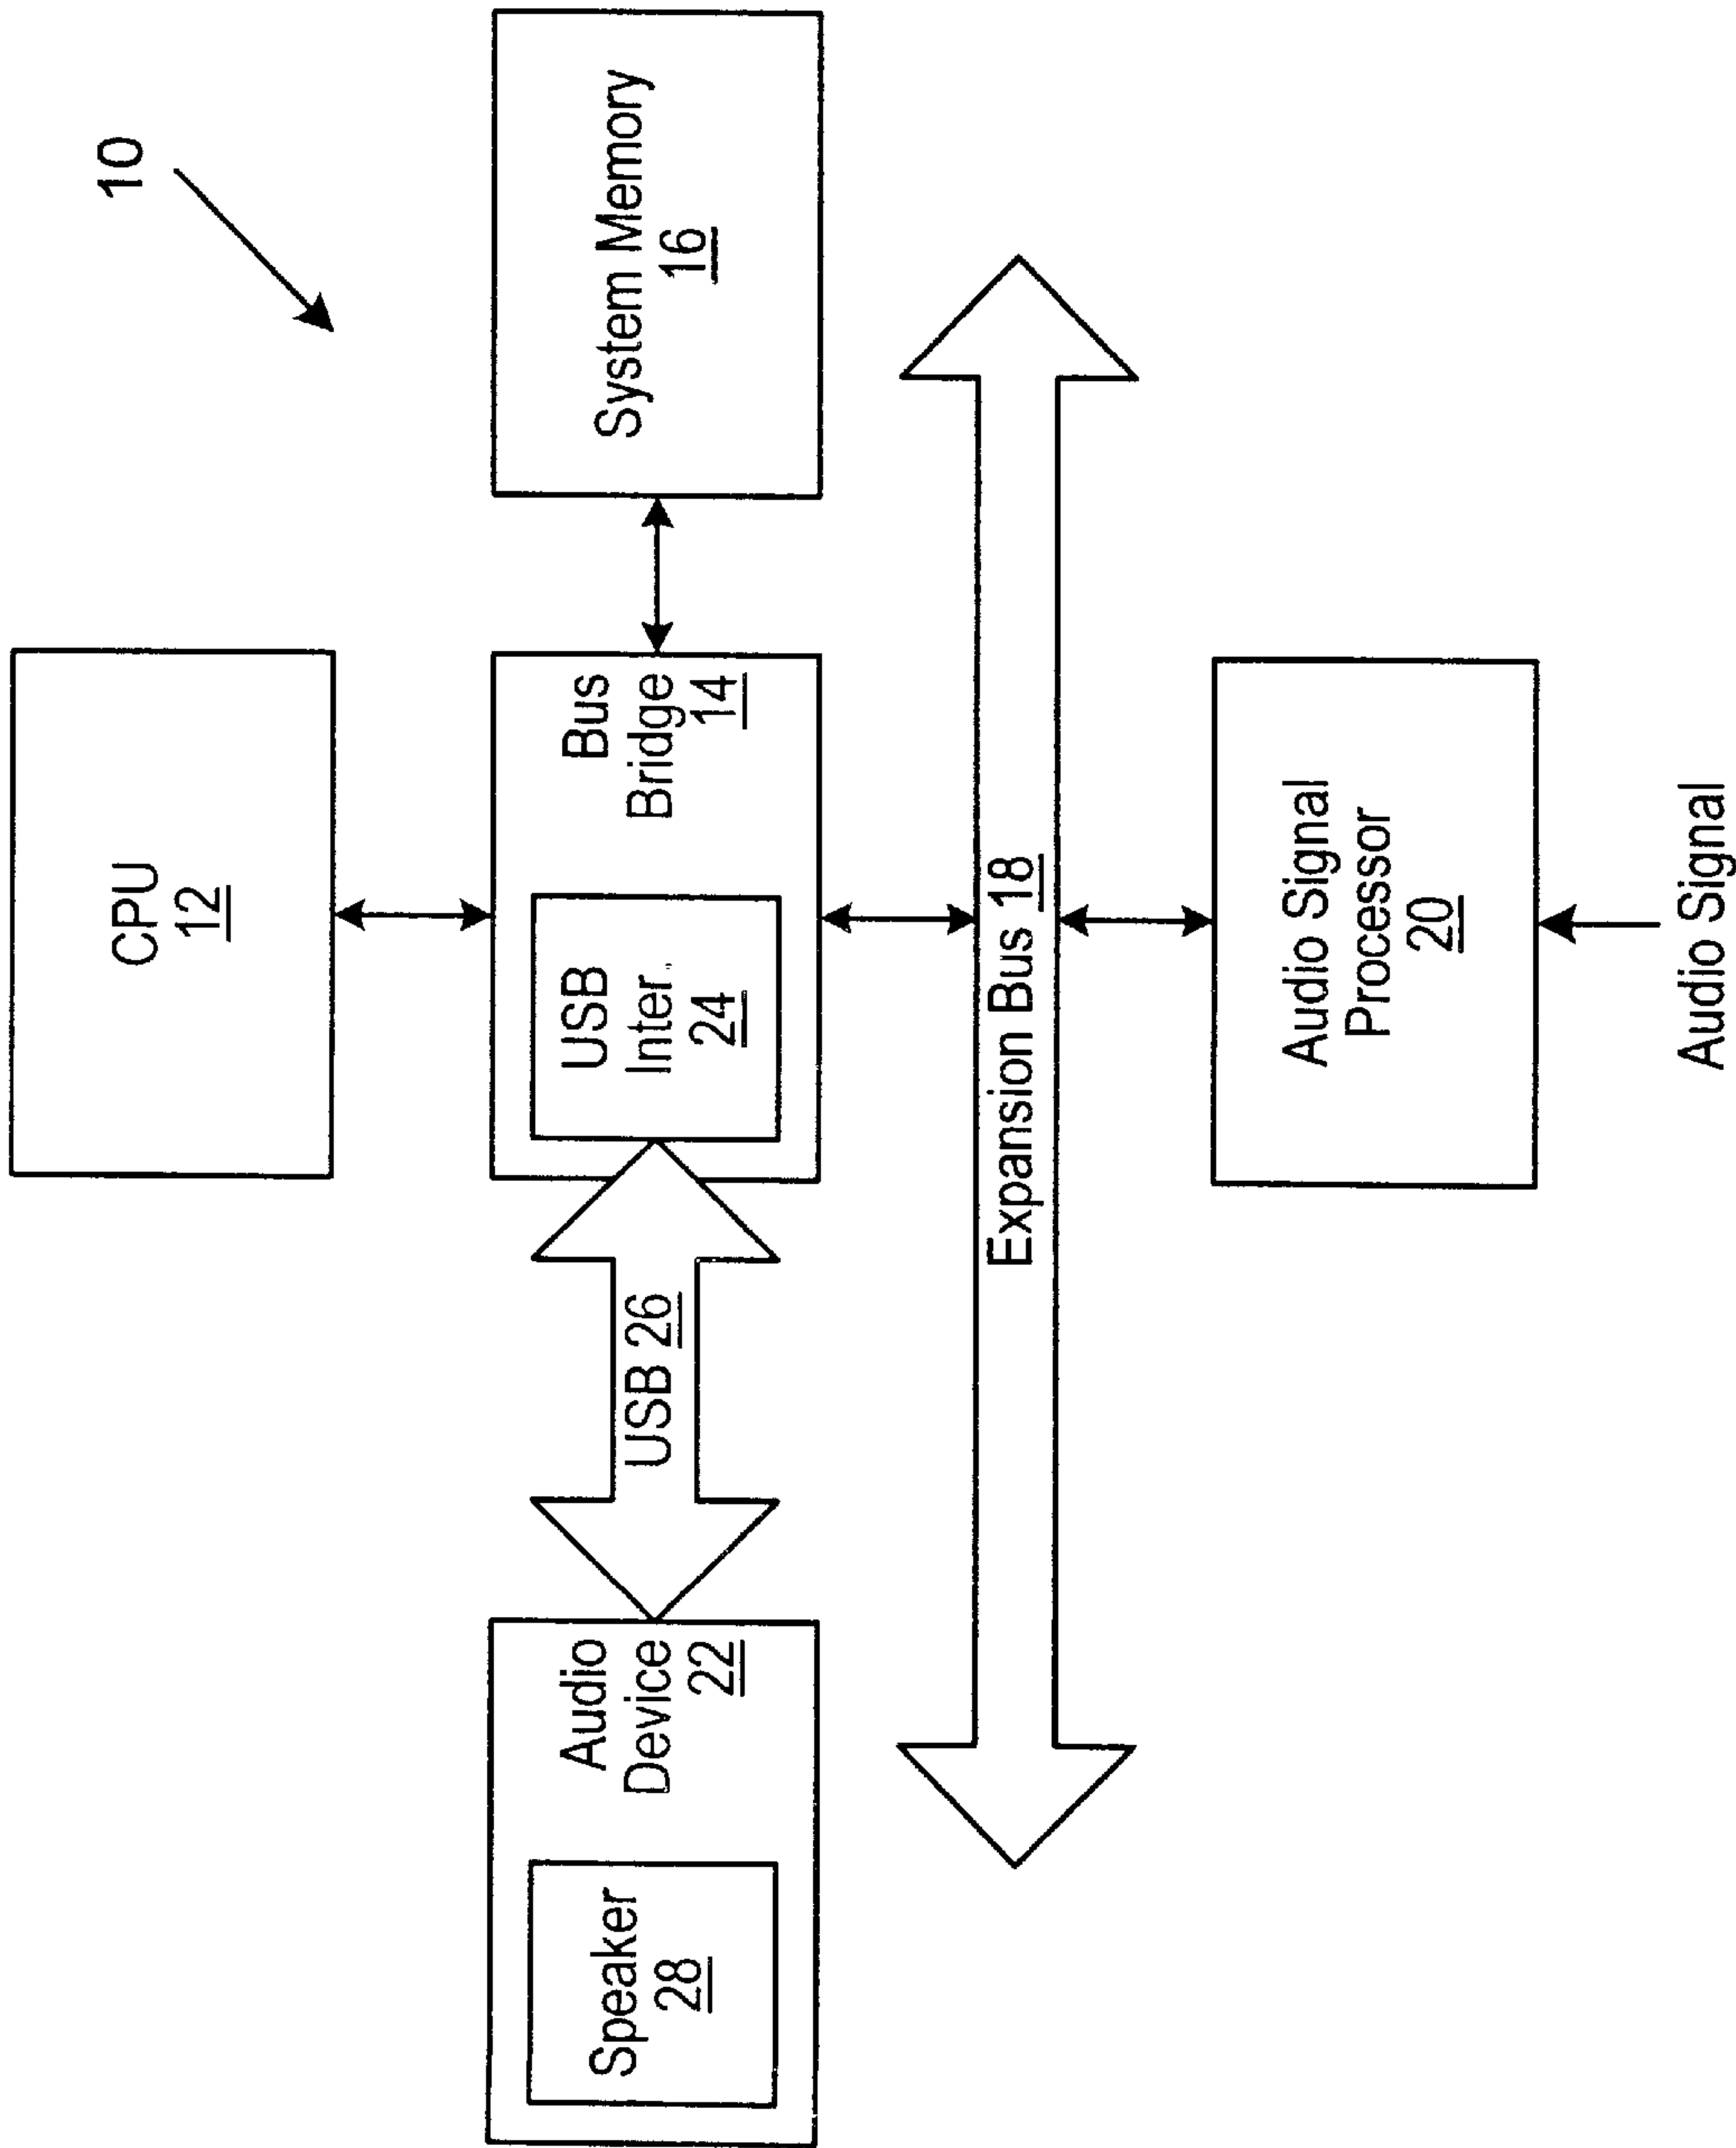 10
CPU
12
Audio
Device
22
Speaker
28
USB 26
Bus
Bridge
14
USB
Inter.
24
System Memory
16
Expansion Bus 18
Audio Signal
Processor
20
Audio Signal